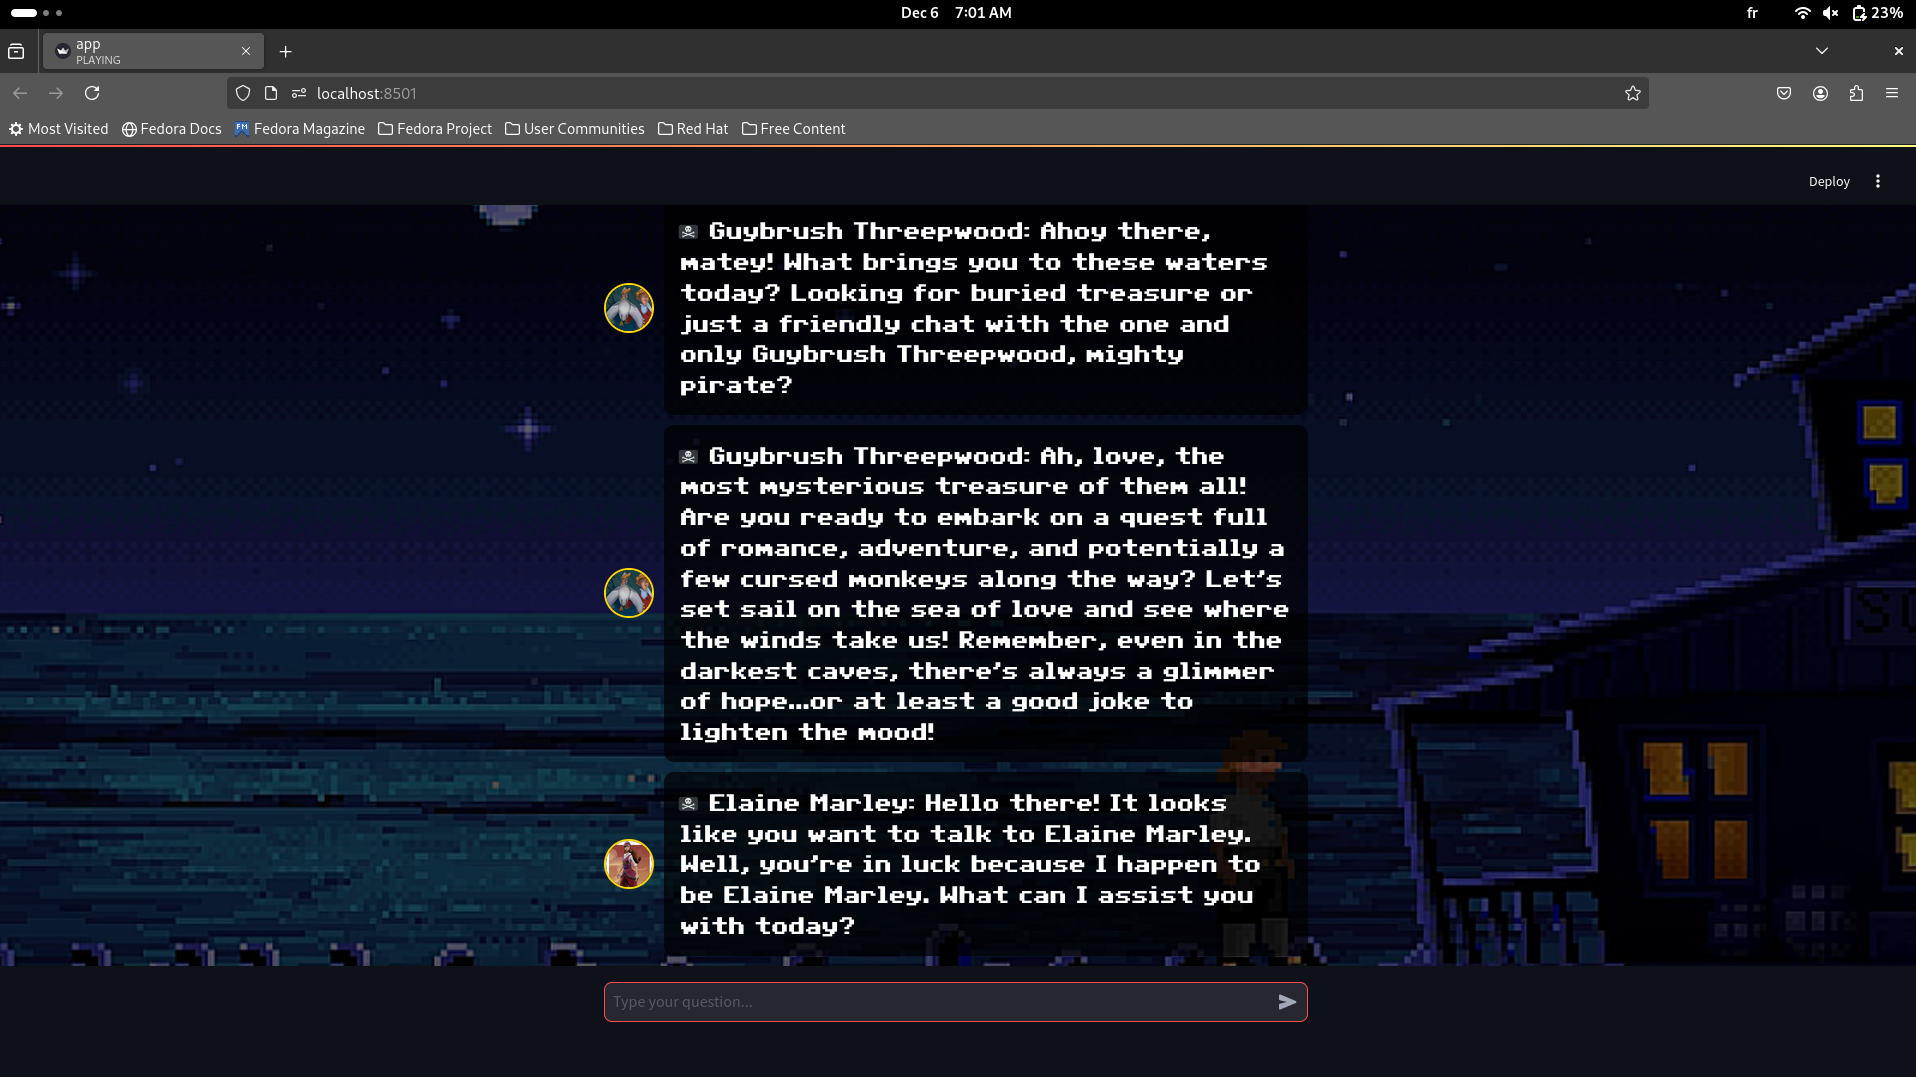 Dec 6 7:01 AM
fr
23%
app
PLAYING
localhost:8501
Most Visited
Fedora Docs
FM
Fedora Magazine
Fedora Project
User Communities
Red Hat
Free Content
Deploy
Guybrush Threepwood: Ahoy there,
matey! What brings you to these waters
today? Looking for buried treasure or
just a friendly chat with the one and
only Guybrush Threepwood, mighty
pirate?
Guybrush Threepwood: Ah, love, the
most mysterious treasure of them all!
Are you ready to embark on a quest full
of romance, adventure, and potentially a
few cursed monkeys along the way? Let's
set sail on the sea of love and see where
the winds take us! Remember, even in the
darkest caves, there's always a glimmer
of hope...or at least a good joke to
lighten the mood!
Elaine Marley: Hello there! It looks
like you want to talk to Elaine Marley.
Well, you're in luck because I happen to
be Elaine Marley. What can I assist you
with today?
Type your question...